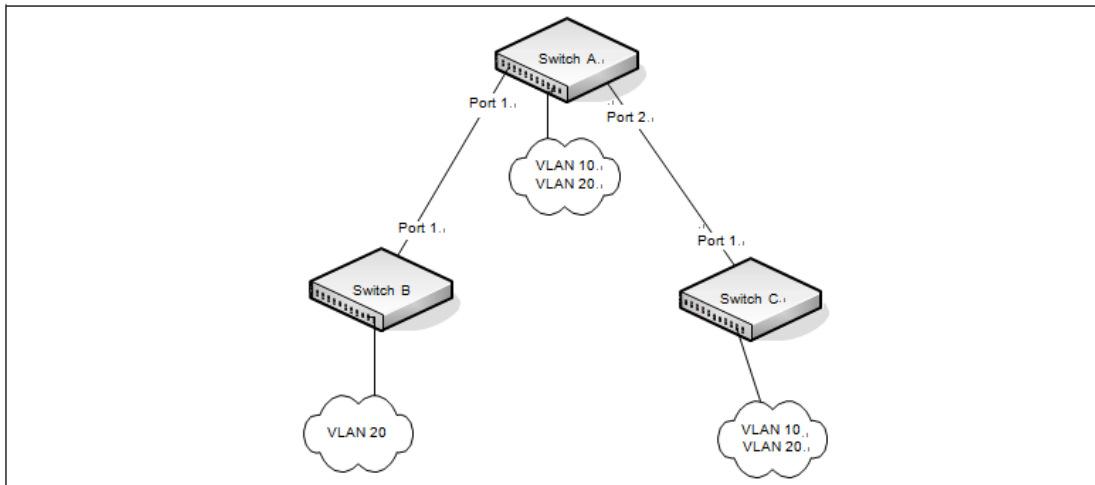 Switch A.
Port 1.
Port 2.
VLAN 10.
VLAN 20.
Port 1.
Port 1.
Switch B
Switch C.
VLAN 20
VLAN 10.
VLAN 20.